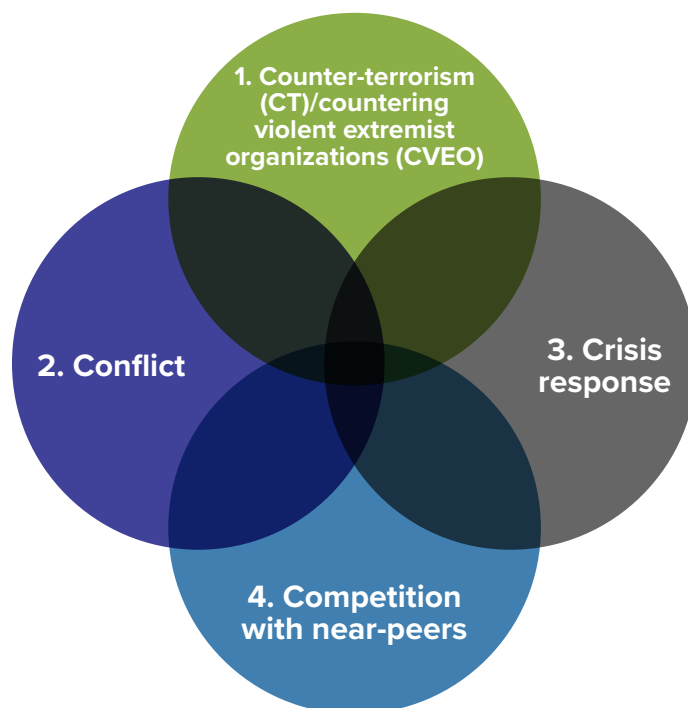 1. Counter-terrorism
(CT)/countering
violent extremist
organizations (CVEO)
2. Conflict
3. Crisis
response
4. Competition
with near-peers